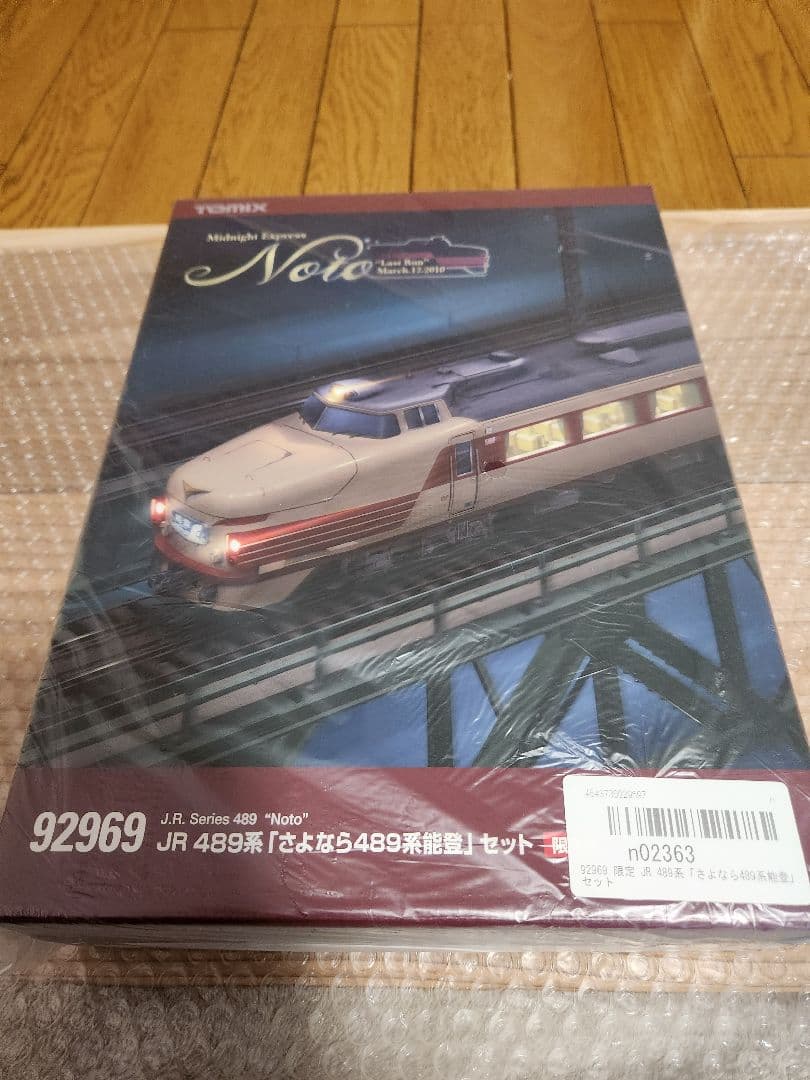 TOMIX
Midnight Express
Noto
"Last Run"
March.12.2010
92969
J.R. Series 489 "Noto"
JR 489系「さよなら489系能登」セット 限
n02363
92969 限定 JR 489系「さよなら489系能登」
セット